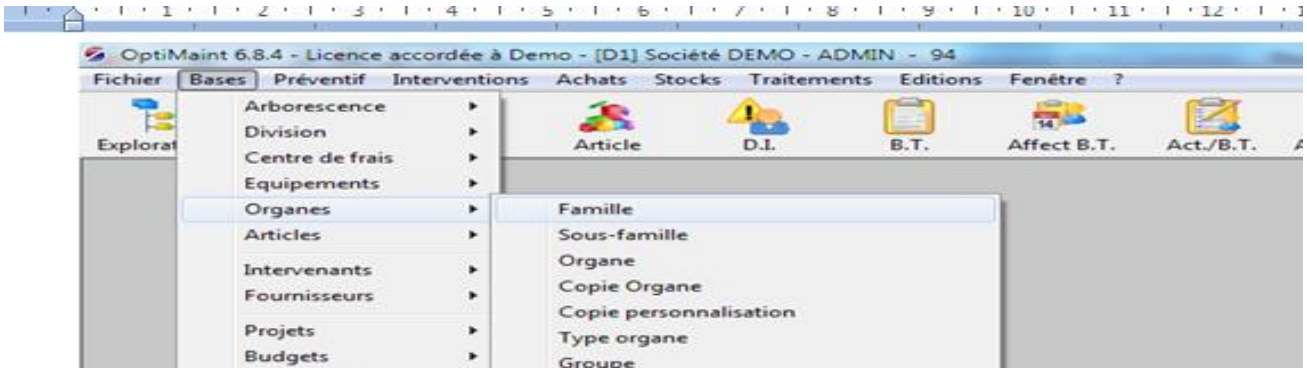 1 2 3 4 5 6 7 8 9 10 11 12
OptiMaint 6.8.4 - Licence accordée à Demo - [D1] Société DEMO - ADMIN - 94
Fichier Bases Préventif Interventions Achats Stocks Traitements Editions Fenêtre ?
Explorat Article D.I. B.T. 14 Affect B.T. Act./B.T.
Arborescence
Division
Centre de frais
Equipements
Organes
Articles
Intervenants
Fournisseurs
Projets
Budgets
Famille
Sous-famille
Organe
Copie Organe
Copie personnalisation
Type organe
Groupe